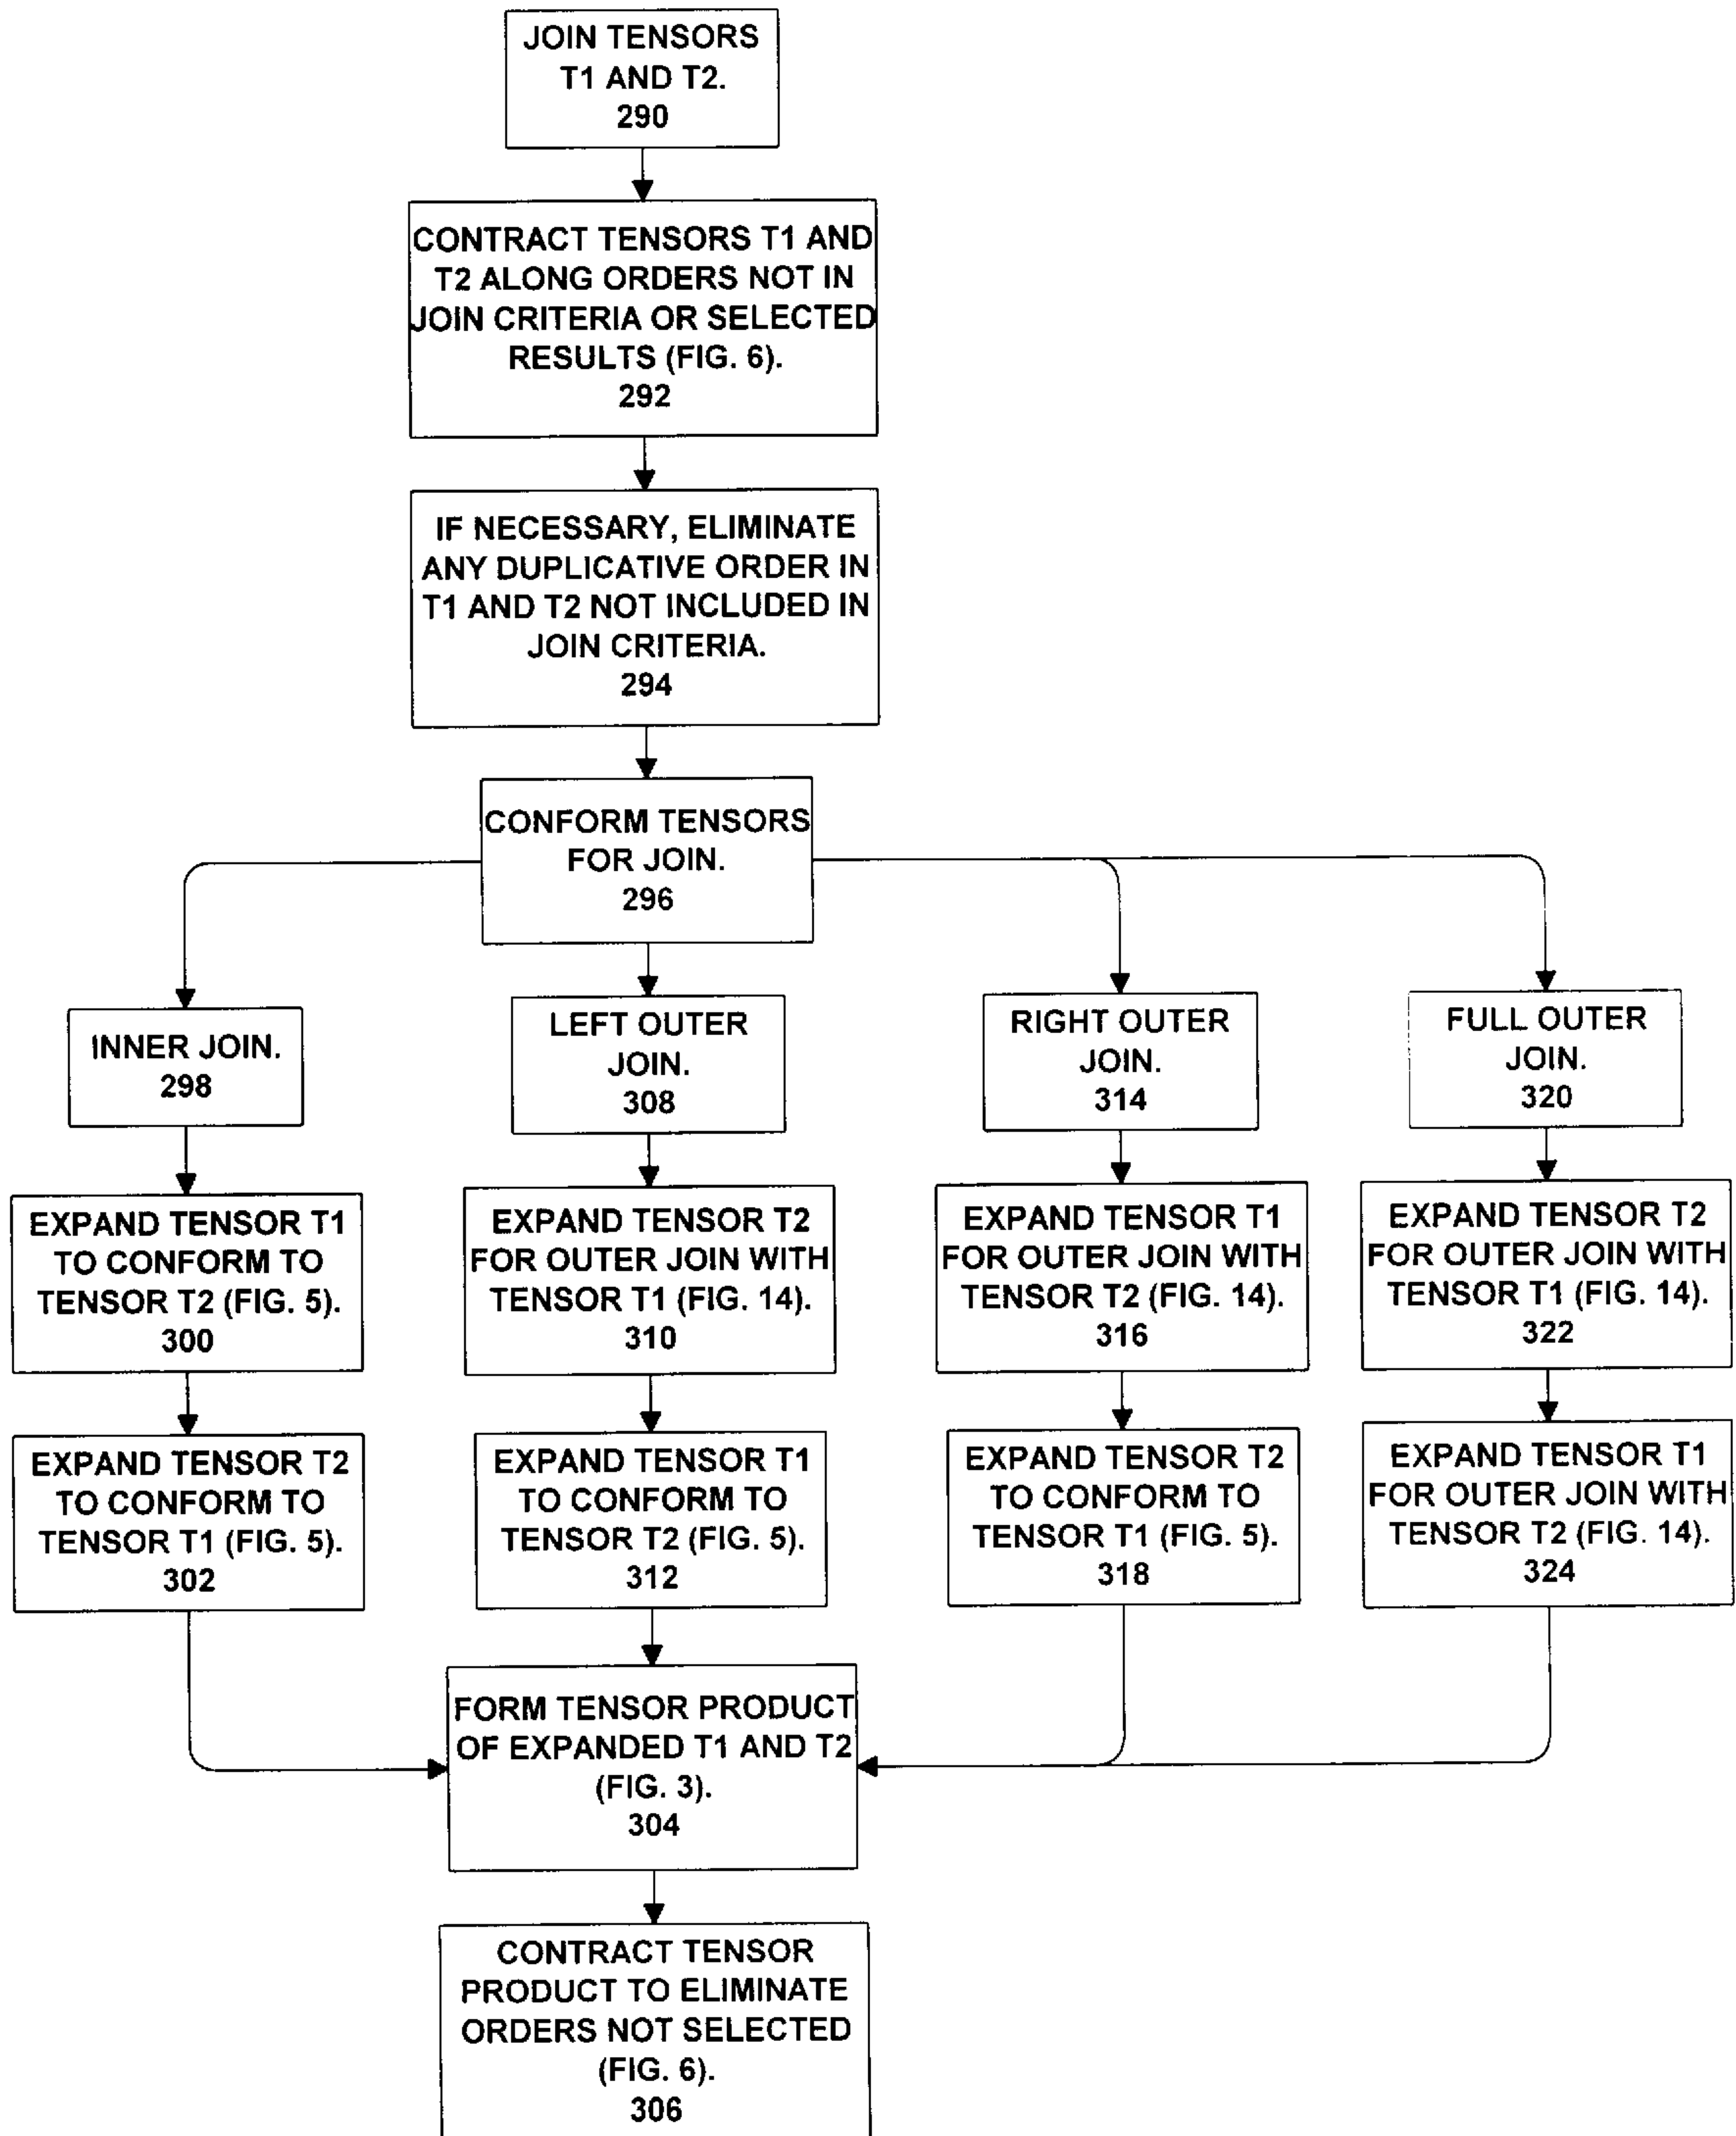 JOIN TENSORS
T1 AND T2.
290
CONTRACT TENSORS T1 AND
T2 ALONG ORDERS NOT IN
JOIN CRITERIA OR SELECTED
RESULTS (FIG. 6).
292
IF NECESSARY, ELIMINATE
ANY DUPLICATIVE ORDER IN
T1 AND T2 NOT INCLUDED IN
JOIN CRITERIA.
294
CONFORM TENSORS
FOR JOIN.
296
INNER JOIN.
298
EXPAND TENSOR T1
TO CONFORM TO
TENSOR T2 (FIG. 5).
300
EXPAND TENSOR T2
TO CONFORM TO
TENSOR T1 (FIG. 5).
302
LEFT OUTER
JOIN.
308
EXPAND TENSOR T2
FOR OUTER JOIN WITH
TENSOR T1 (FIG. 14).
310
EXPAND TENSOR T1
TO CONFORM TO
TENSOR T2 (FIG. 5).
312
RIGHT OUTER
JOIN.
314
EXPAND TENSOR T1
FOR OUTER JOIN WITH
TENSOR T2 (FIG. 14).
316
EXPAND TENSOR T2
TO CONFORM TO
TENSOR T1 (FIG. 5).
318
FULL OUTER
JOIN.
320
EXPAND TENSOR T2
FOR OUTER JOIN WITH
TENSOR T1 (FIG. 14).
322
EXPAND TENSOR T1
FOR OUTER JOIN WITH
TENSOR T2 (FIG. 14).
324
FORM TENSOR PRODUCT
OF EXPANDED T1 AND T2
(FIG. 3).
304
CONTRACT TENSOR
PRODUCT TO ELIMINATE
ORDERS NOT SELECTED
(FIG. 6).
306